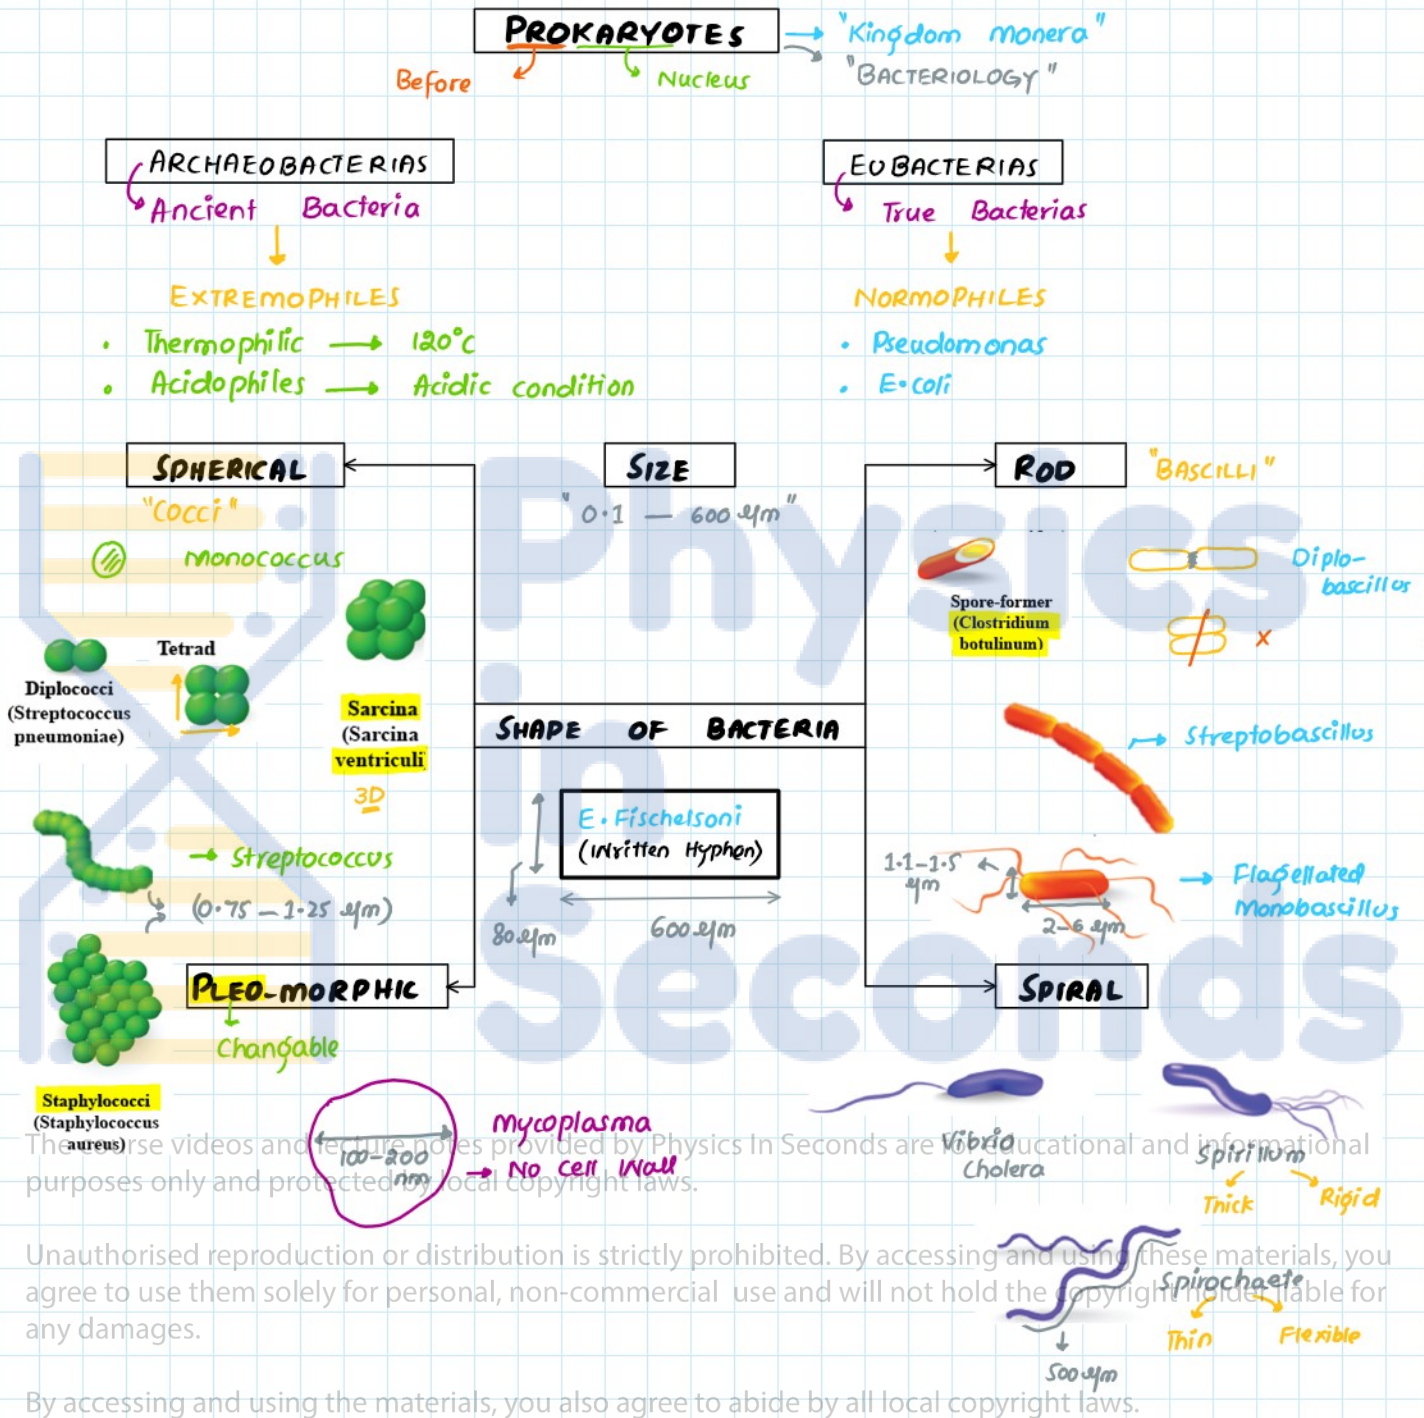 PROKARYOTES
"Kingdom monera"
"BACTERIOLOGY"
Before
Nucleus
ARCHAEOBACTERIAS
Ancient Bacteria
EXTREMOPHILES
• Thermophilic → 120°C
• Acidophiles → Acidic condition
EUBACTERIAS
True Bacterias
NORMOPHILES
• Pseudomonas
• E•coli
SPHERICAL
"Cocci"
monococcus
Diplococci
(Streptococcus
pneumoniae)
Tetrad
Sarcina
(Sarcina
ventriculi
3D
→ Streptococcus
(0.75 – 1.25 μm)
Staphylococci
(Staphylococcus
aureus)
SIZE
"0.1 — 600 μm"
SHAPE OF BACTERIA
E. Fischelsoni
(Written Hyphen)
80μm
600μm
ROD
"BASCILLI"
Spore-former
(Clostridium
botulinum)
Diplo-
bascillus
x
→ Streptobascillus
1.1–1.5
μm
2–6 μm
→ Flagellated
Monobascillus
PLEO-MORPHIC
Changable
100–200
nm
Mycoplasma
→ No cell Wall
SPIRAL
Vibrio
Cholera
Spirillum
Thick
Rigid
Spirochaete
Thin
Flexible
500μm
Physics
in
Seconds
The course videos and lecture notes provided by Physics In Seconds are for educational and informational
purposes only and protected by local copyright laws.
Unauthorised reproduction or distribution is strictly prohibited. By accessing and using these materials, you
agree to use them solely for personal, non-commercial use and will not hold the copyright holder liable for
any damages.
By accessing and using the materials, you also agree to abide by all local copyright laws.